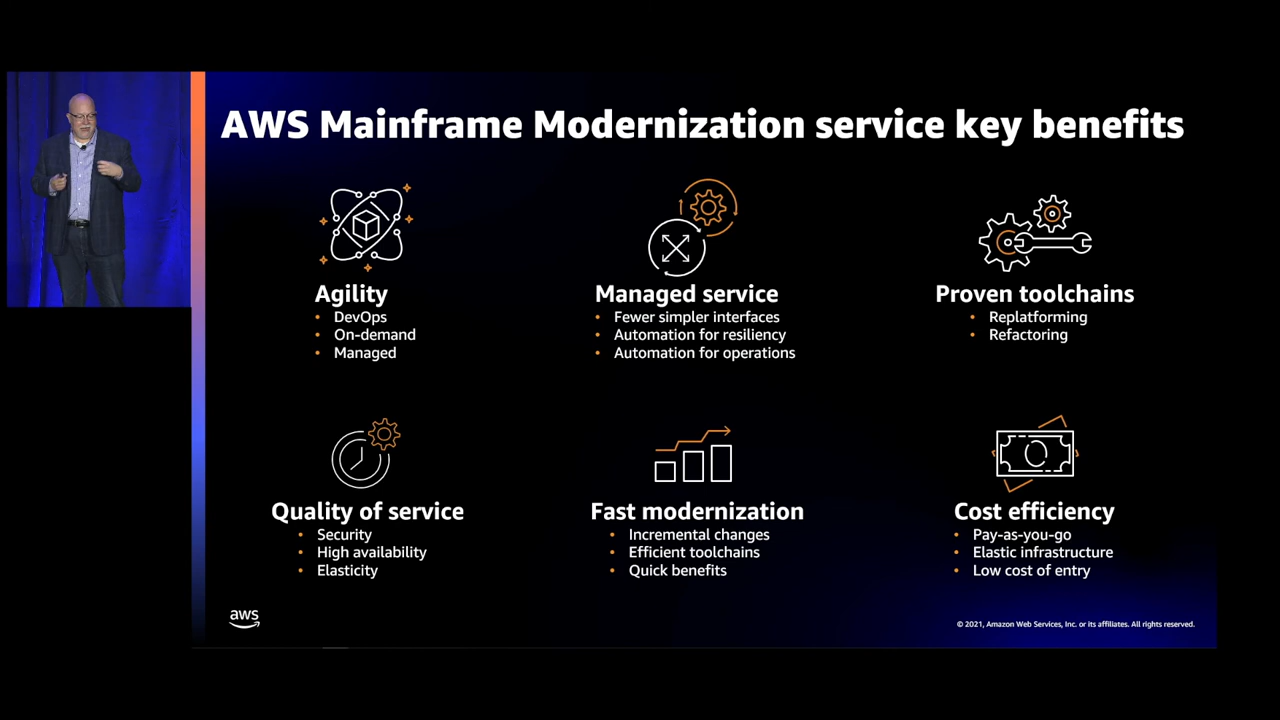 AWS Mainframe Modernization service key benefits
Agility
• DevOps
• On-demand
• Managed
Managed service
• Fewer simpler interfaces
• Automation for resiliency
• Automation for operations
Proven toolchains
• Replatforming
• Refactoring
Quality of service
• Security
• High availability
• Elasticity
Fast modernization
• Incremental changes
• Efficient toolchains
• Quick benefits
Cost efficiency
• Pay-as-you-go
• Elastic infrastructure
• Low cost of entry
aws
© 2021, Amazon Web Services, Inc. or its affiliates. All rights reserved.